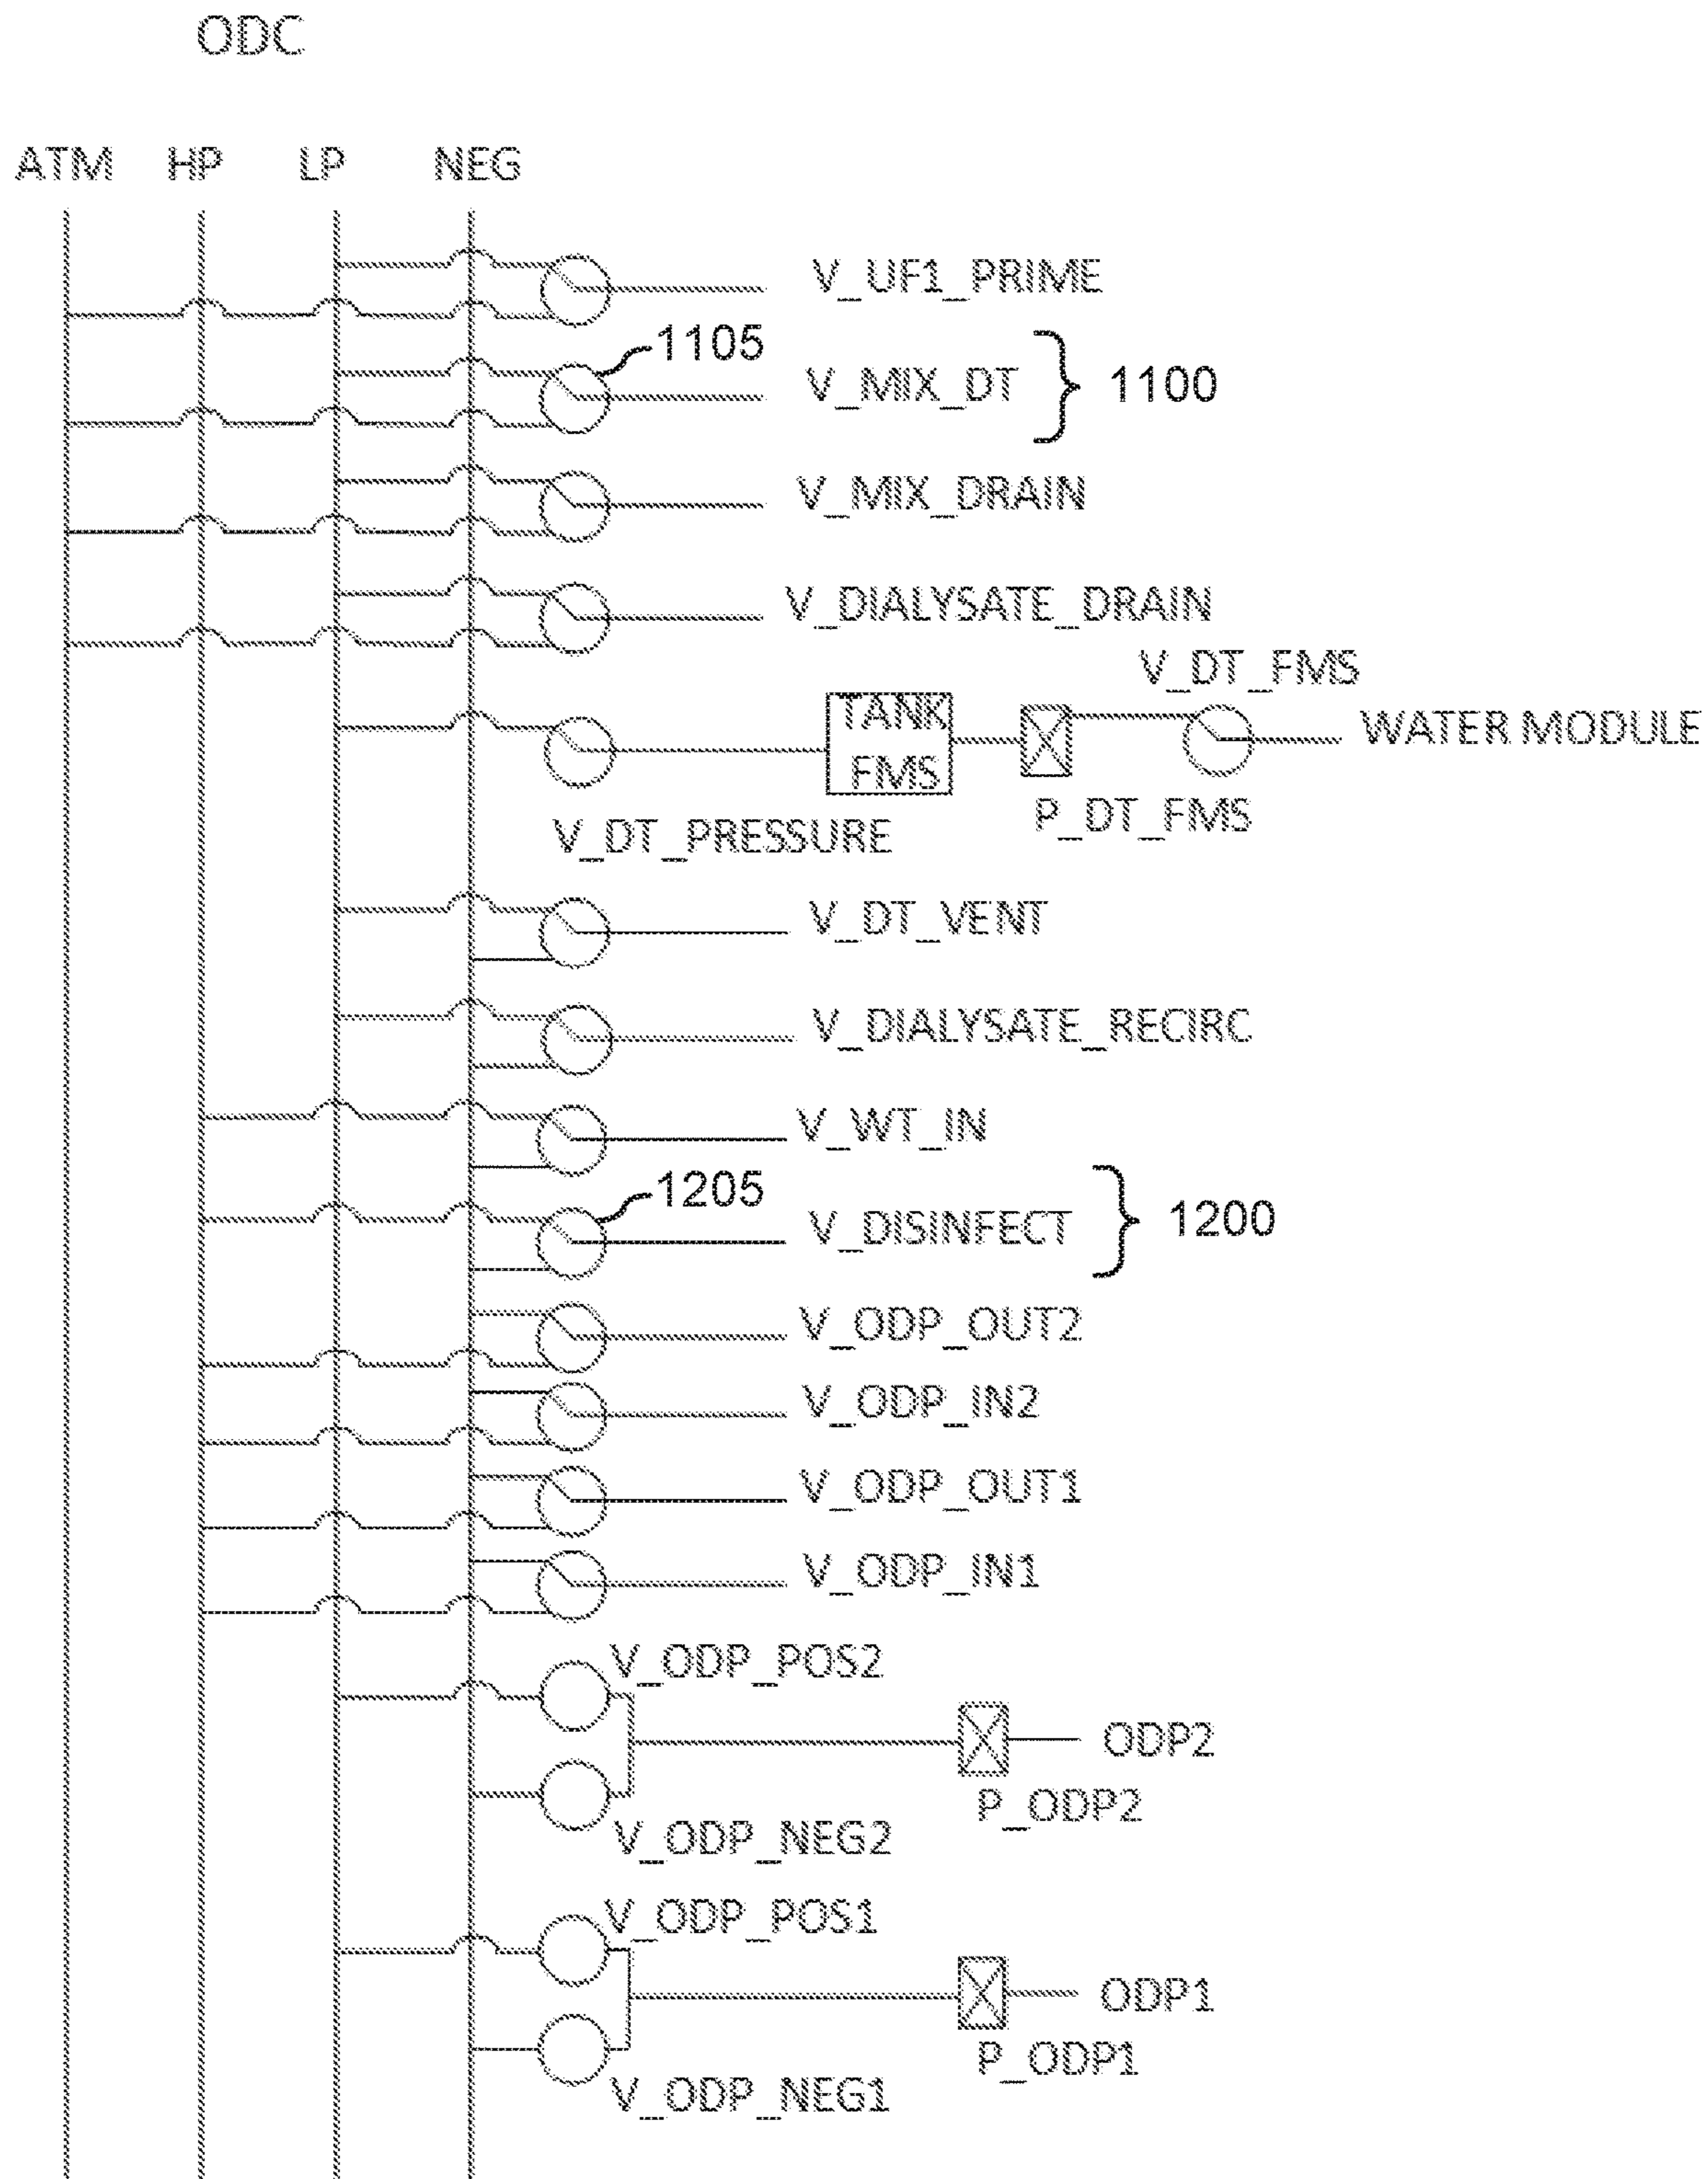 ODC
ATM HP LP NEG
V_UF1_PRIME
1105
V_MIX_DT
1100
V_MIX_DRAIN
V_DIALYSATE_DRAIN
V_DT_FMS
TANK
FMS
WATER MODULE
P_DT_FMS
V_DT_PRESSURE
V_DT_VENT
V_DIALYSATE_RECIRC
V_WT_IN
1205
V_DISINFECT
1200
V_ODP_OUT2
V_ODP_IN2
V_ODP_OUT1
V_ODP_IN1
V_ODP_POS2
ODP2
P_ODP2
V_ODP_NEG2
V_ODP_POS1
ODP1
P_ODP1
V_ODP_NEG1